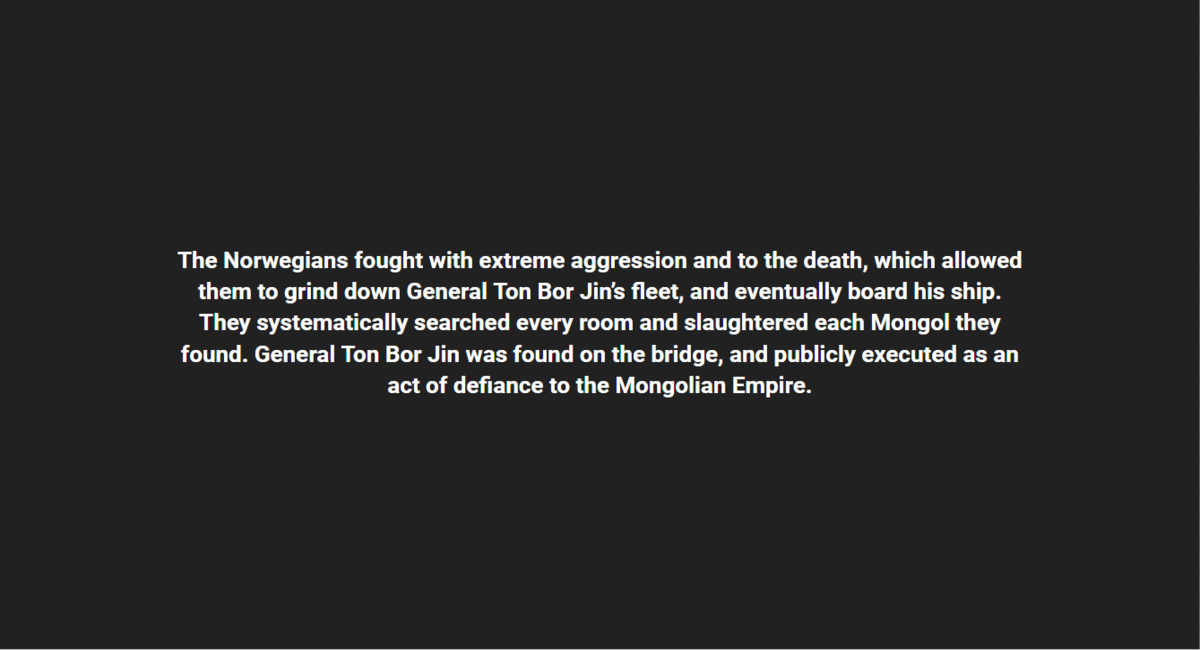 The Norwegians fought with extreme aggression and to the death, which allowed
them to grind down General Ton Bor Jin’s fleet, and eventually board his ship.
They systematically searched every room and slaughtered each Mongol they
found. General Ton Bor Jin was found on the bridge, and publicly executed as an
act of defiance to the Mongolian Empire.